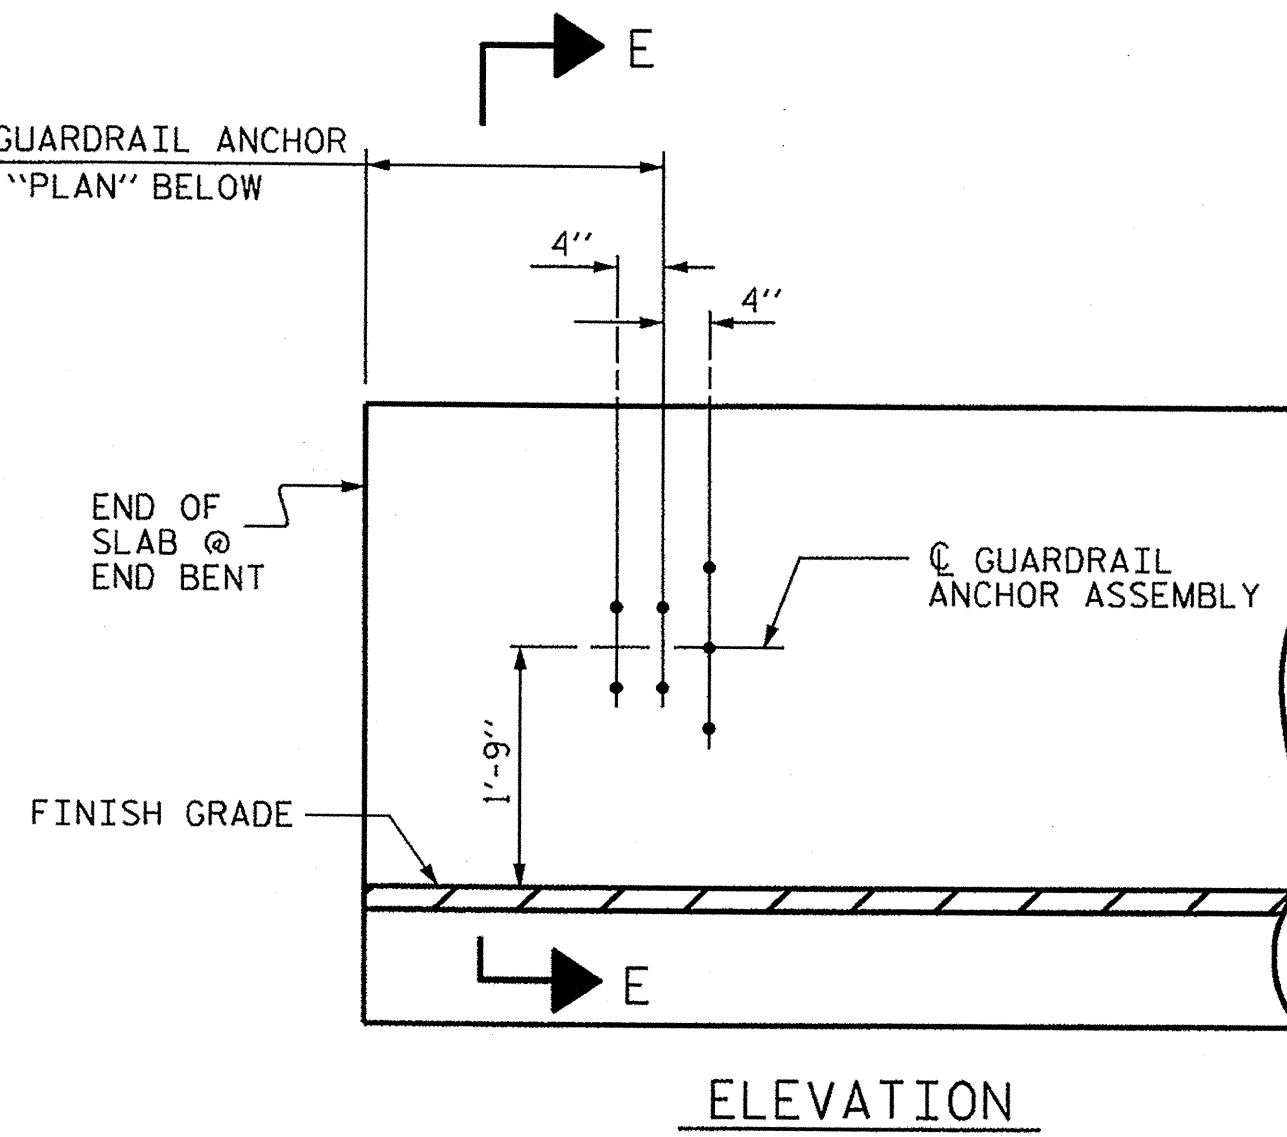 E
GUARDRAIL ANCHOR
“PLAN” BELOW
4"
4"
END OF
SLAB @
END BENT
℄ GUARDRAIL
ANCHOR ASSEMBLY
1'-9"
FINISH GRADE
E
ELEVATION